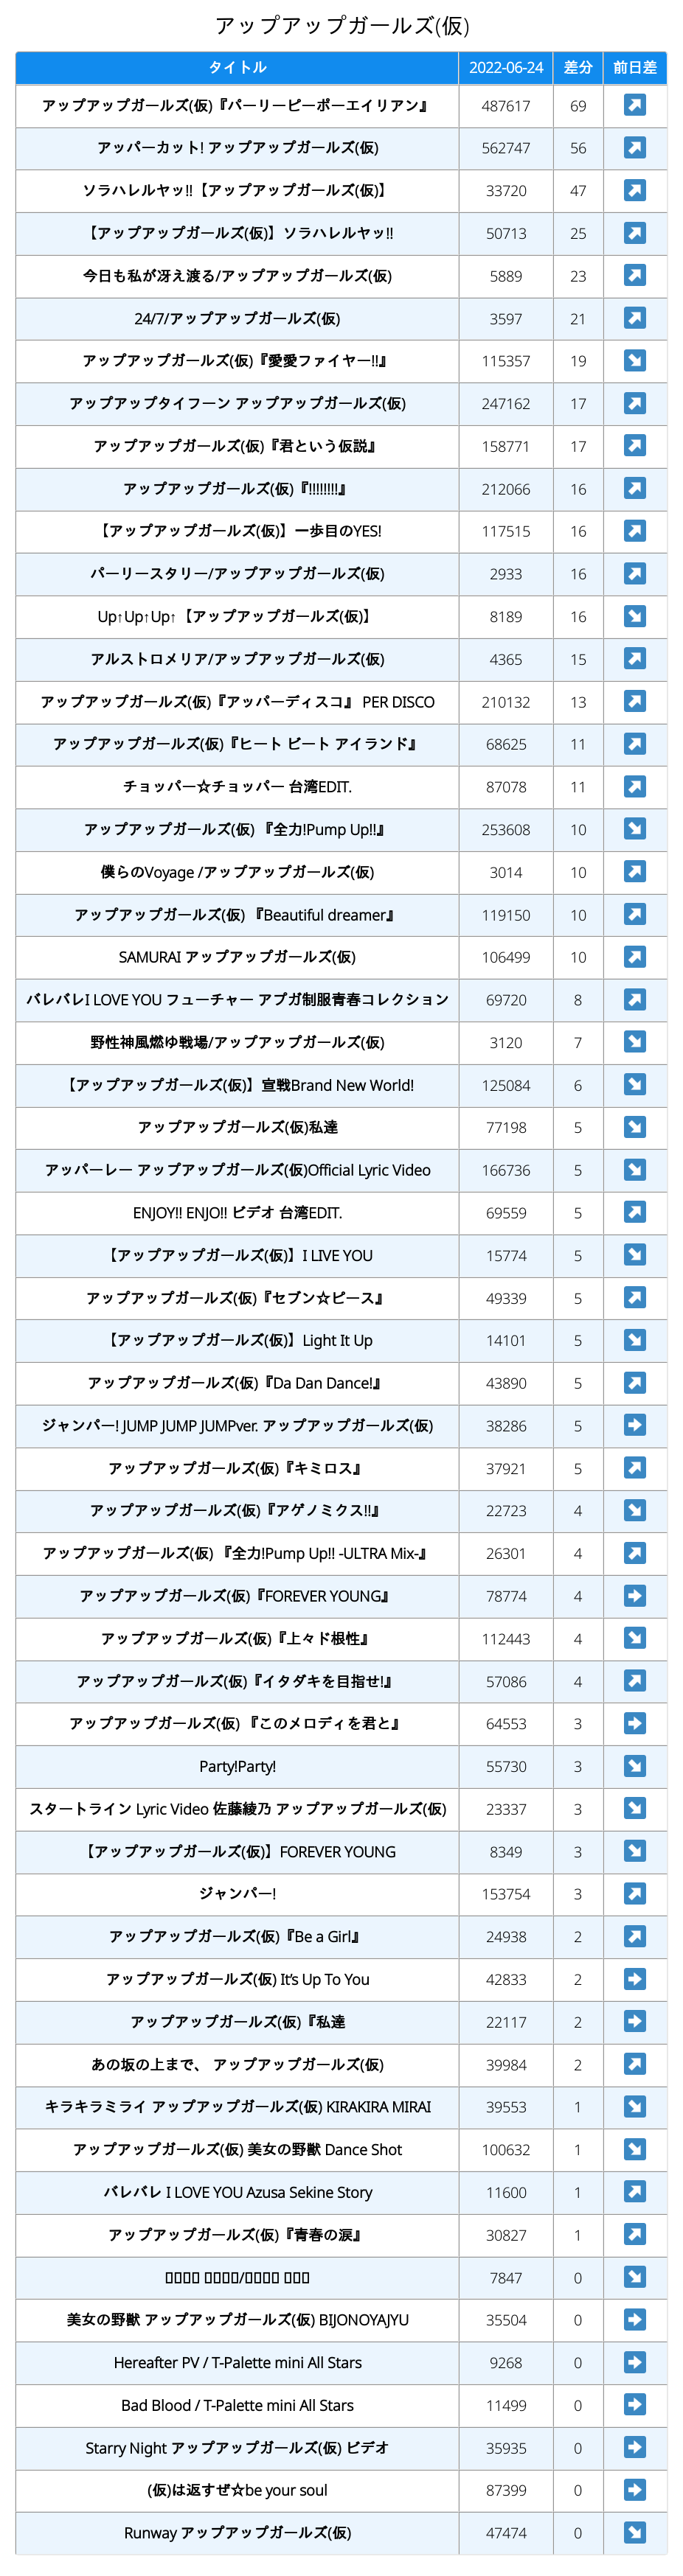 アップアップガールズ(仮)
タイトル 2022-06-24 差分 前日差
アップアップガールズ(仮)『パーリーピーポーエイリアン』 487617 69
アッパーカット! アップアップガールズ(仮) 562747 56
ソラハレルヤッ!!【アップアップガールズ(仮)】 33720 47
【アップアップガールズ(仮)】ソラハレルヤッ!! 50713 25
今日も私が冴え渡る/アップアップガールズ(仮) 5889 23
24/7/アップアップガールズ(仮) 3597 21
アップアップガールズ(仮)『愛愛ファイヤー!!』 115357 19
アップアップタイフーン アップアップガールズ(仮) 247162 17
アップアップガールズ(仮)『君という仮説』 158771 17
アップアップガールズ(仮)『!!!!!!!!』 212066 16
【アップアップガールズ(仮)】一歩目のYES! 117515 16
パーリースタリー/アップアップガールズ(仮) 2933 16
Up↑Up↑Up↑【アップアップガールズ(仮)】 8189 16
アルストロメリア/アップアップガールズ(仮) 4365 15
アップアップガールズ(仮)『アッパーディスコ』 PER DISCO 210132 13
アップアップガールズ(仮)『ヒート ビート アイランド』 68625 11
チョッパー☆チョッパー 台湾EDIT. 87078 11
アップアップガールズ(仮) 『全力!Pump Up!!』 253608 10
僕らのVoyage /アップアップガールズ(仮) 3014 10
アップアップガールズ(仮) 『Beautiful dreamer』 119150 10
SAMURAI アップアップガールズ(仮) 106499 10
バレバレI LOVE YOU フューチャー アプガ制服青春コレクション 69720 8
野性神風燃ゆ戦場/アップアップガールズ(仮) 3120 7
【アップアップガールズ(仮)】宣戦Brand New World! 125084 6
アップアップガールズ(仮)私達 77198 5
アッパーレー アップアップガールズ(仮)Official Lyric Video 166736 5
ENJOY!! ENJO!! ビデオ 台湾EDIT. 69559 5
【アップアップガールズ(仮)】I LIVE YOU 15774 5
アップアップガールズ(仮)『セブン☆ピース』 49339 5
【アップアップガールズ(仮)】Light It Up 14101 5
アップアップガールズ(仮)『Da Dan Dance!』 43890 5
ジャンパー! JUMP JUMP JUMPver. アップアップガールズ(仮) 38286 5
アップアップガールズ(仮)『キミロス』 37921 5
アップアップガールズ(仮)『アゲノミクス!!』 22723 4
アップアップガールズ(仮) 『全力!Pump Up!! -ULTRA Mix-』 26301 4
アップアップガールズ(仮)『FOREVER YOUNG』 78774 4
アップアップガールズ(仮)『上々ド根性』 112443 4
アップアップガールズ(仮)『イタダキを目指せ!』 57086 4
アップアップガールズ(仮) 『このメロディを君と』 64553 3
Party!Party! 55730 3
スタートライン Lyric Video 佐藤綾乃 アップアップガールズ(仮) 23337 3
【アップアップガールズ(仮)】FOREVER YOUNG 8349 3
ジャンパー! 153754 3
アップアップガールズ(仮)『Be a Girl』 24938 2
アップアップガールズ(仮) It's Up To You 42833 2
アップアップガールズ(仮)『私達 22117 2
あの坂の上まで、 アップアップガールズ(仮) 39984 2
キラキラミライ アップアップガールズ(仮) KIRAKIRA MIRAI 39553 1
アップアップガールズ(仮) 美女の野獣 Dance Shot 100632 1
バレバレ I LOVE YOU Azusa Sekine Story 11600 1
アップアップガールズ(仮)『青春の涙』 30827 1
7847 0
美女の野獣 アップアップガールズ(仮) BIJONOYAJYU 35504 0
Hereafter PV / T-Palette mini All Stars 9268 0
Bad Blood / T-Palette mini All Stars 11499 0
Starry Night アップアップガールズ(仮) ビデオ 35935 0
(仮)は返すぜ☆be your soul 87399 0
Runway アップアップガールズ(仮) 47474 0